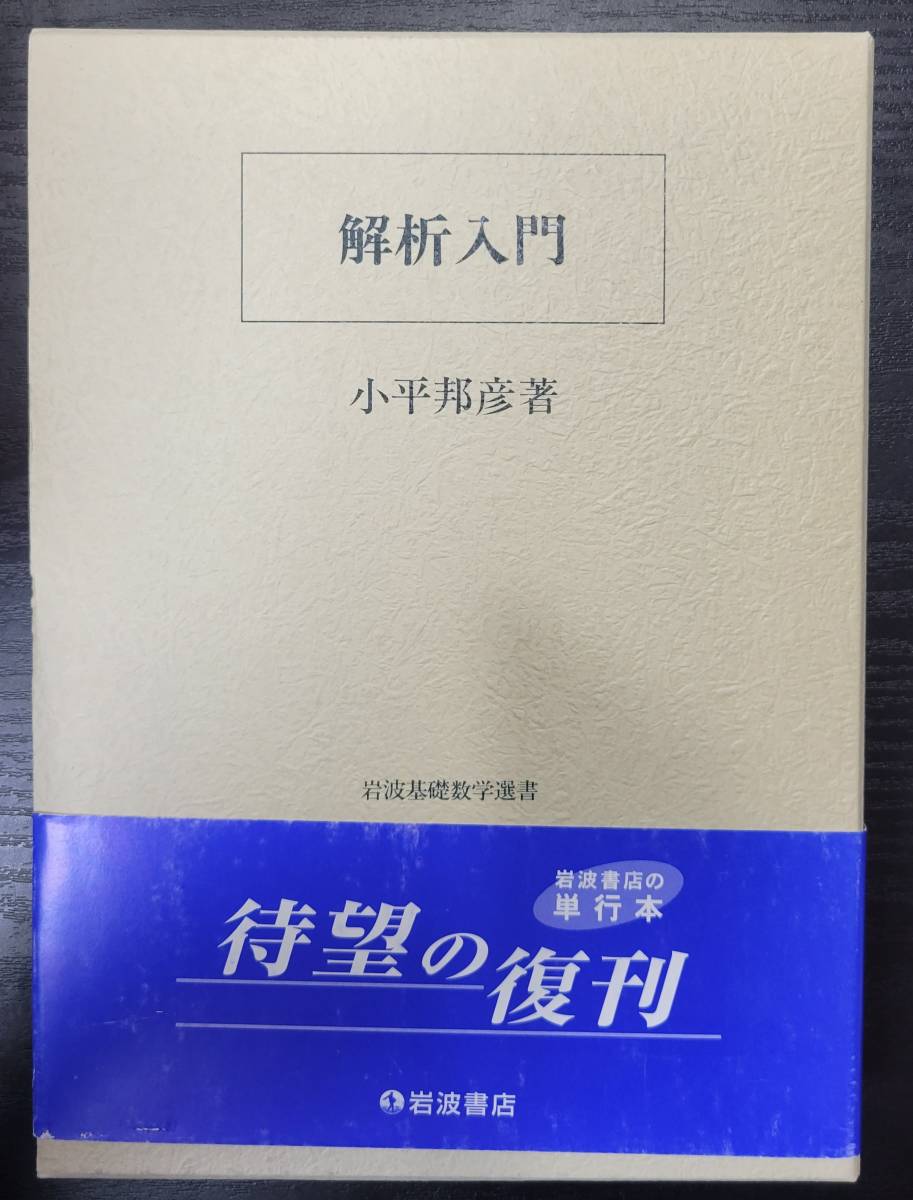 解析入門
小平邦彦著
岩波基礎数学選書
岩波書店の
単行本
待望の復刊
岩波書店